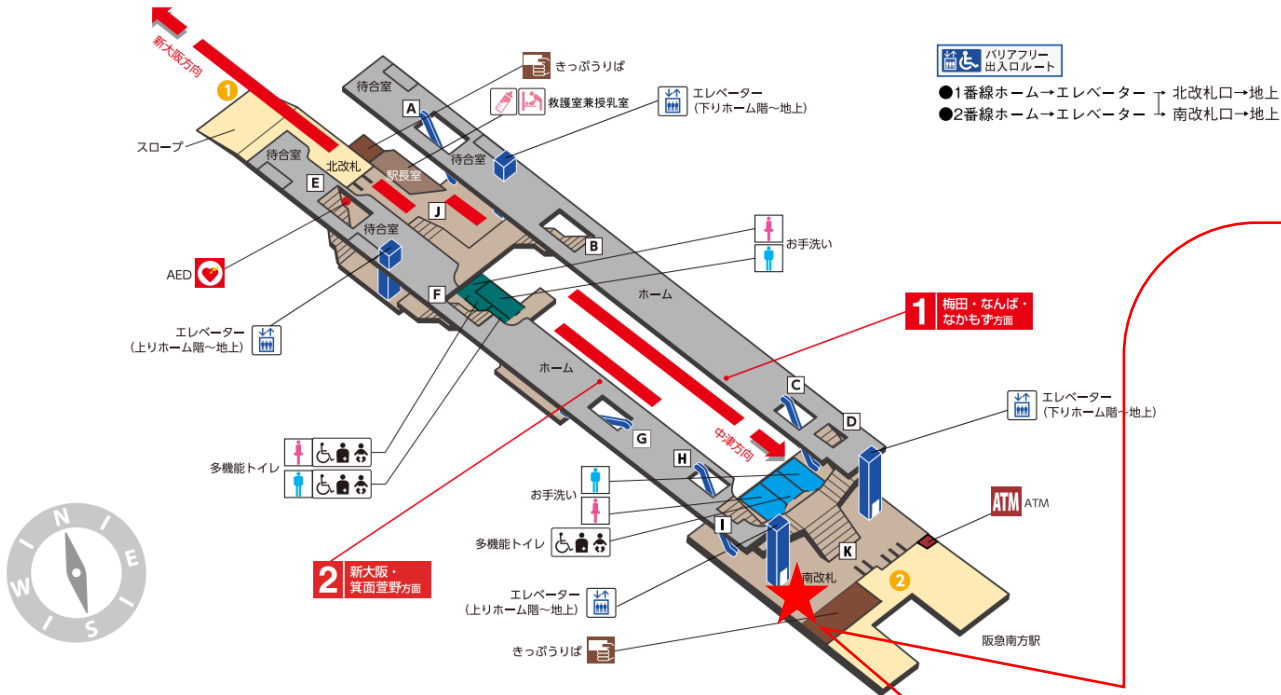 新大阪方向
1
スロープ
待合室
北改札
E
待合室
AED
エレベーター
(上りホーム階〜地上)
きっぷうりば
救護室兼授乳室
待合室
A
待合室
駅長室
J
エレベーター
(下りホーム階〜地上)
B
お手洗い
F
ホーム
ホーム
1 梅田・なんば・
なかもず方面
バリアフリー
出入口ルート
●1番線ホーム→エレベーター → 北改札口→地上
●2番線ホーム→エレベーター → 南改札口→地上
C
D
エレベーター
(下りホーム階〜地上)
中津方向
G
H
多機能トイレ
お手洗い
多機能トイレ
I
K
ATM ATM
2
南改札
2 新大阪・
箕面萱野方面
エレベーター
(上りホーム階〜地上)
きっぷうりば
阪急南方駅
N
E
S
W